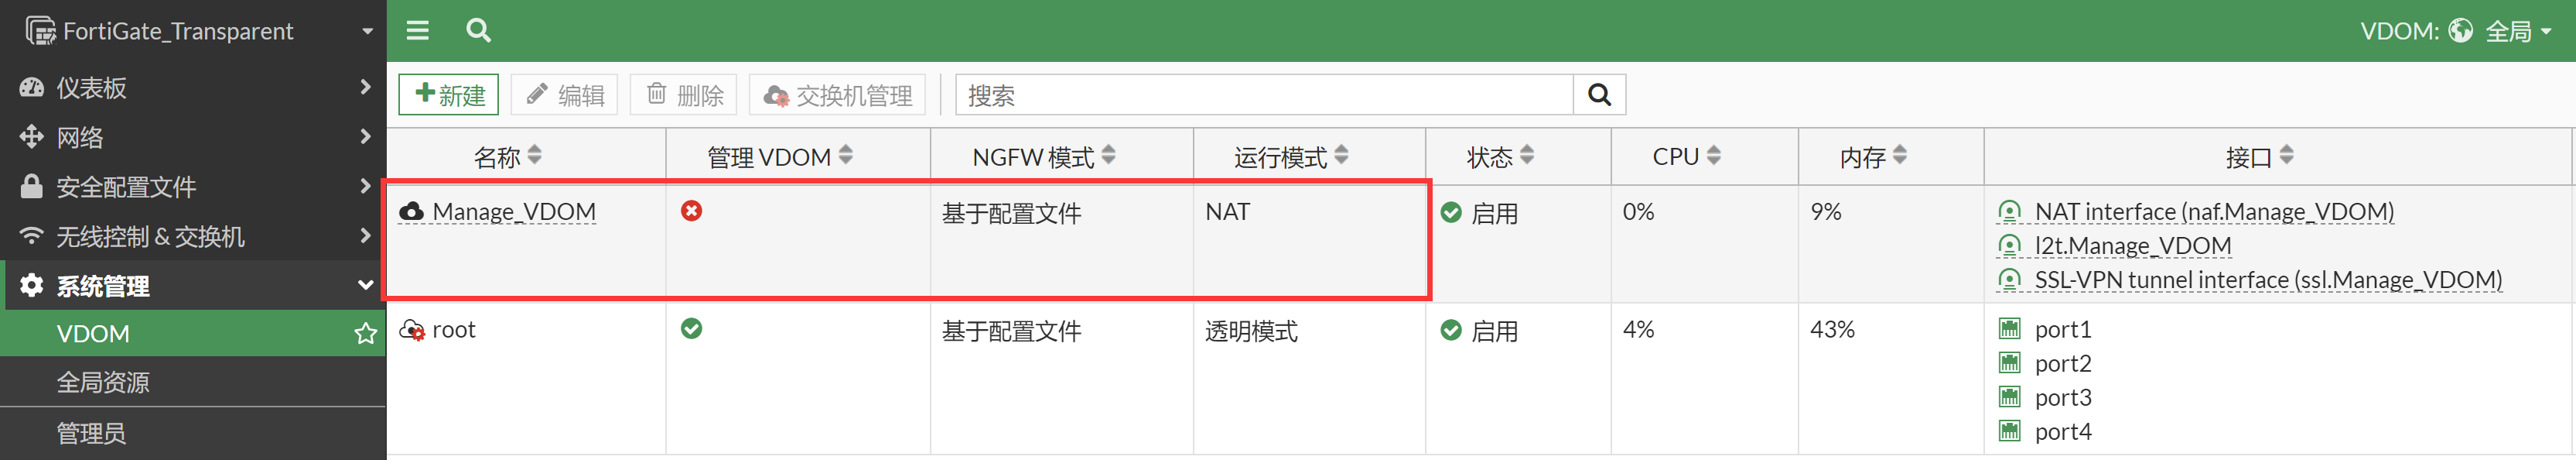 FortiGate_Transparent
VDOM: 全局
仪表板
网络
安全配置文件
无线控制 & 交换机
系统管理
VDOM
全局资源
管理员
新建 编辑 删除 交换机管理 搜索
名称 管理 VDOM NGFW 模式 运行模式 状态 CPU 内存 接口
Manage_VDOM 基于配置文件 NAT 启用 0% 9% NAT interface (naf.Manage_VDOM)
l2t.Manage_VDOM
SSL-VPN tunnel interface (ssl.Manage_VDOM)
root 基于配置文件 透明模式 启用 4% 43% port1
port2
port3
port4